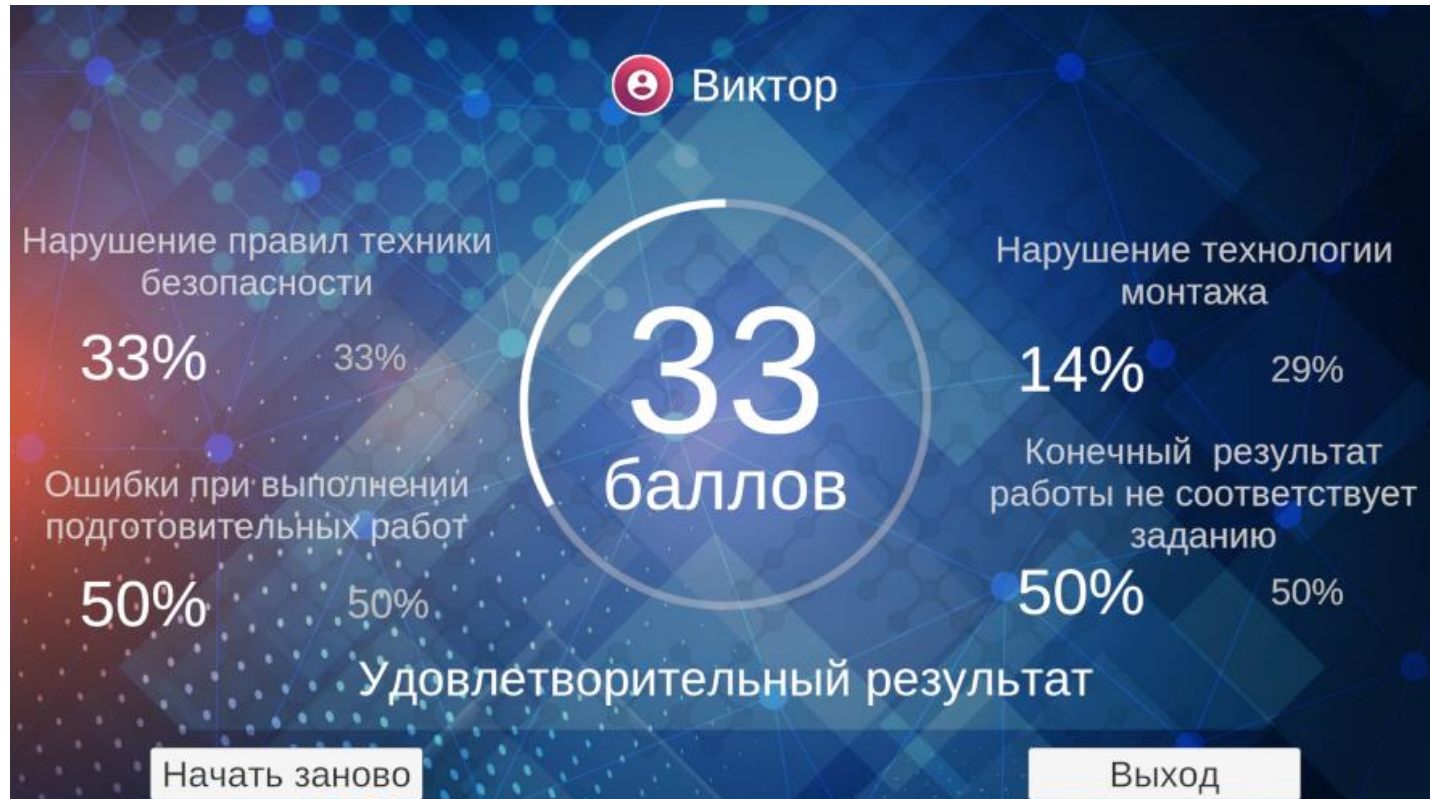 Виктор
Нарушение правил техники
безопасности
33% 33%
Ошибки при выполнении
подготовительных работ
50% 50%
33
баллов
Нарушение технологии
монтажа
14% 29%
Конечный результат
работы не соответствует
заданию
50% 50%
Удовлетворительный результат
Начать заново
Выход